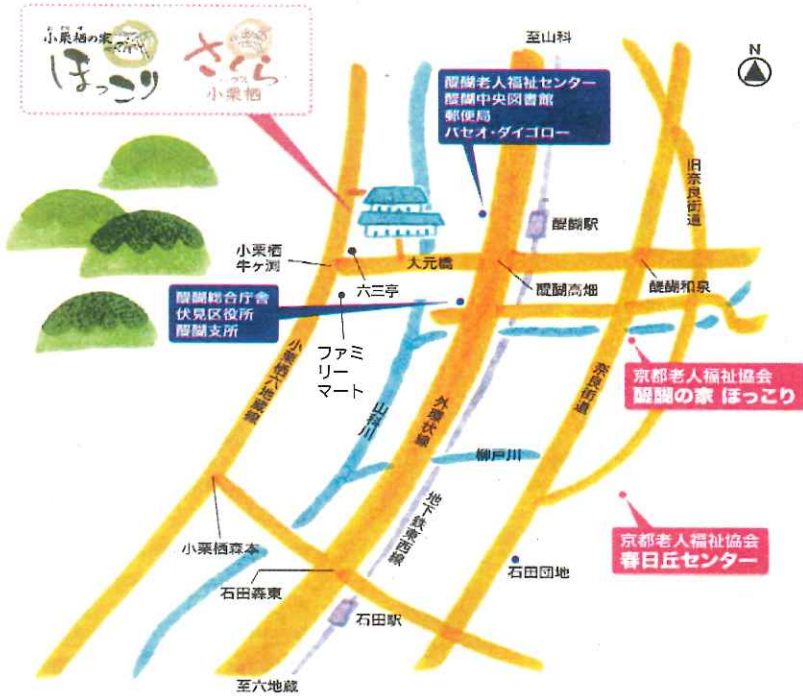 小栗栖の家
ほっこり
さくら
ハウス
小栗栖
至山科
N
醍醐老人福祉センター
醍醐中央図書館
郵便局
パセオ・ダイゴロー
旧奈良街道
醍醐駅
小栗栖
牛ヶ渕
六三亭
大元橋
醍醐高畑
醍醐和泉
醍醐総合庁舎
伏見区役所
醍醐支所
ファミ
リー
マート
小栗栖六地蔵線
山科川
外環状線
奈良街道
京都老人福祉協会
醍醐の家 ほっこり
柳戸川
地下鉄東西線
京都老人福祉協会
春日丘センター
小栗栖森本
石田森東
石田団地
石田駅
至六地蔵